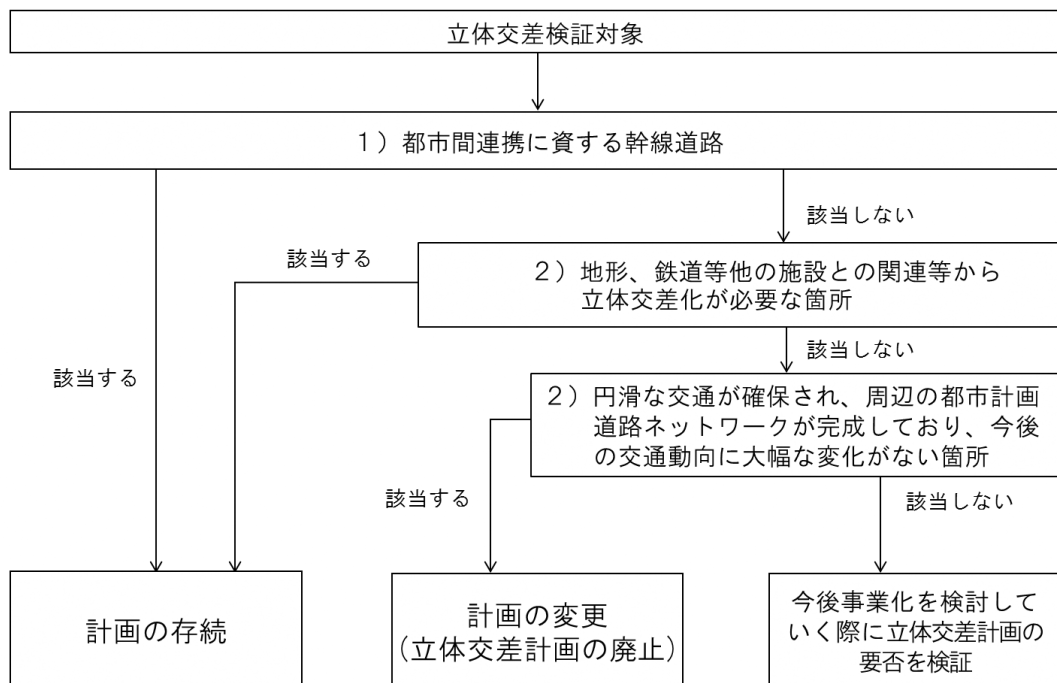 立体交差検証対象
１）都市間連携に資する幹線道路
該当しない
該当する
２）地形、鉄道等他の施設との関連等から
立体交差化が必要な箇所
該当しない
該当する
２）円滑な交通が確保され、周辺の都市計画
道路ネットワークが完成しており、今後
の交通動向に大幅な変化がない箇所
該当する
該当しない
計画の存続
計画の変更
（立体交差計画の廃止）
今後事業化を検討して
いく際に立体交差計画の
要否を検証